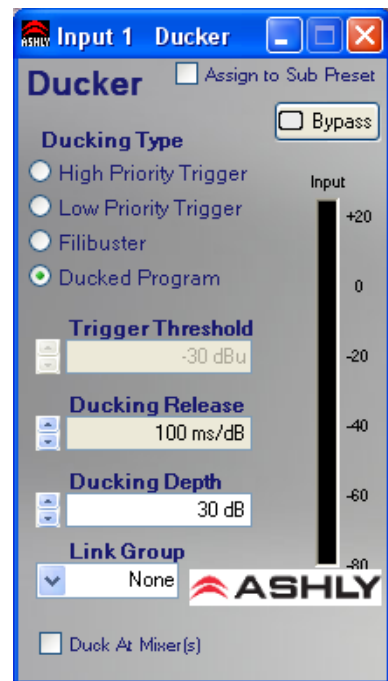 ASHLY Input 1 Ducker
Ducker
Assign to Sub Preset
Bypass
Ducking Type
High Priority Trigger
Low Priority Trigger
Filibuster
Ducked Program
Input
+20
0
-20
-40
-60
-80
Trigger Threshold
-30 dBu
Ducking Release
100 ms/dB
Ducking Depth
30 dB
Link Group
None
ASHLY
Duck At Mixer(s)